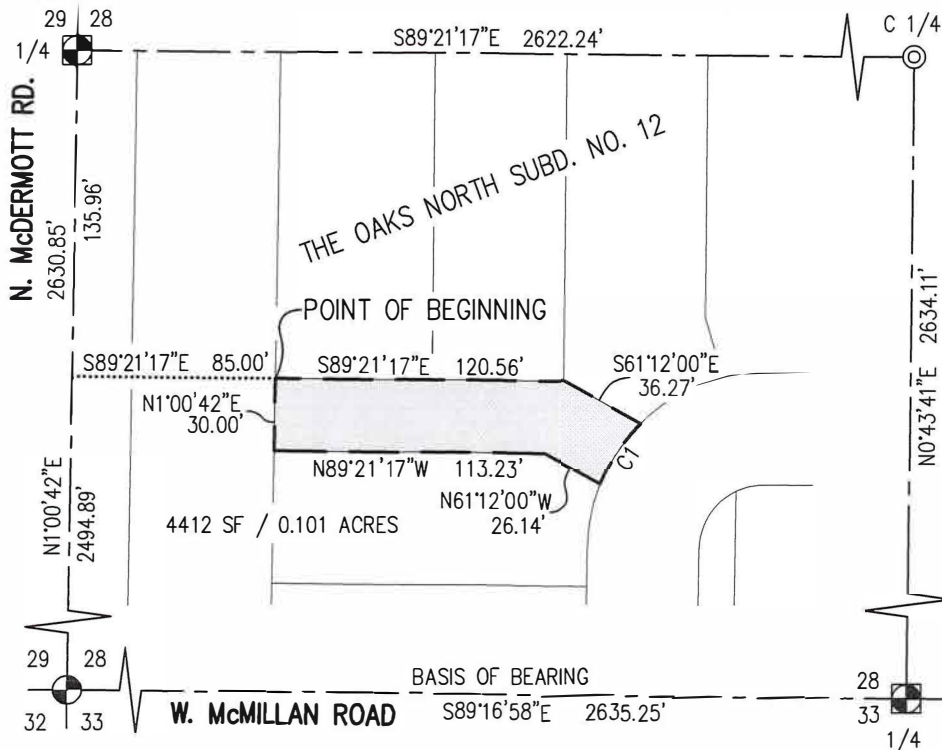 29 28
1/4
S89°21'17"E 2622.24'
C 1/4
N. McDERMOTT RD.
2630.85'
135.96'
THE OAKS NORTH SUBD. NO. 12
POINT OF BEGINNING
S89°21'17"E 85.00'
S89°21'17"E 120.56'
S61°12'00"E
36.27'
N1°00'42"E
30.00'
C1
N0°43'41"E 2634.11'
N89°21'17"W 113.23'
N61°12'00"W
26.14'
N1°00'42"E
2494.89'
4412 SF / 0.101 ACRES
29 28
32 33
BASIS OF BEARING
W. McMILLAN ROAD
S89°16'58"E 2635.25'
28
33
1/4